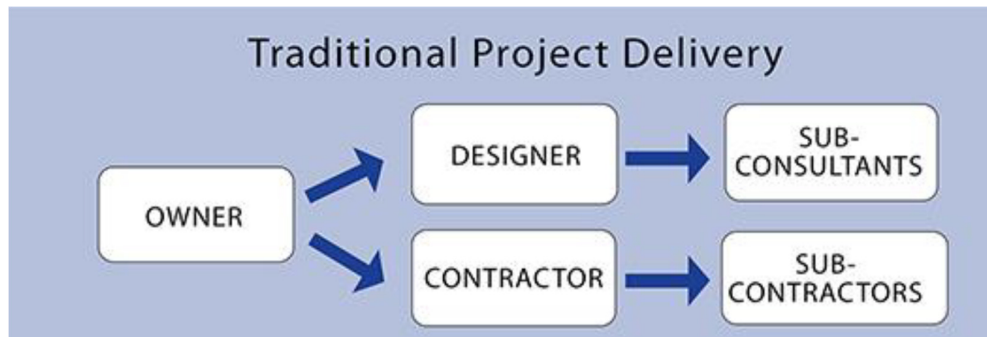 Traditional Project Delivery
OWNER
DESIGNER
SUB-
CONSULTANTS
CONTRACTOR
SUB-
CONTRACTORS